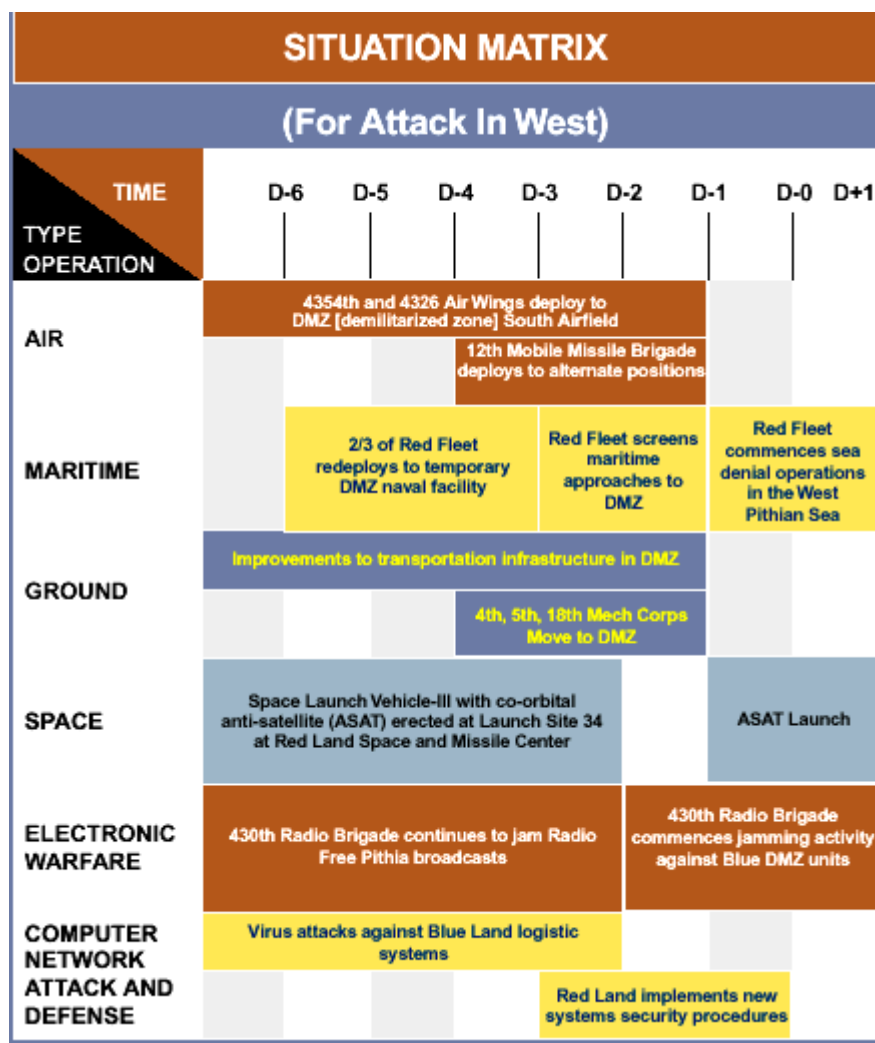 SITUATION MATRIX
(For Attack In West)
TIME
TYPE
OPERATION
D-6 D-5 D-4 D-3 D-2 D-1 D-0 D+1
AIR
4354th and 4326 Air Wings deploy to
DMZ [demilitarized zone] South Airfield
12th Mobile Missile Brigade
deploys to alternate positions
MARITIME
2/3 of Red Fleet
redeploys to temporary
DMZ naval facility
Red Fleet screens
maritime
approaches to
DMZ
Red Fleet
commences sea
denial operations
in the West
Pithian Sea
GROUND
Improvements to transportation infrastructure in DMZ
4th, 5th, 18th Mech Corps
Move to DMZ
SPACE
Space Launch Vehicle-III with co-orbital
anti-satellite (ASAT) erected at Launch Site 34
at Red Land Space and Missile Center
ASAT Launch
ELECTRONIC
WARFARE
430th Radio Brigade continues to jam Radio
Free Pithia broadcasts
430th Radio Brigade
commences jamming activity
against Blue DMZ units
COMPUTER
NETWORK
ATTACK AND
DEFENSE
Virus attacks against Blue Land logistic
systems
Red Land implements new
systems security procedures